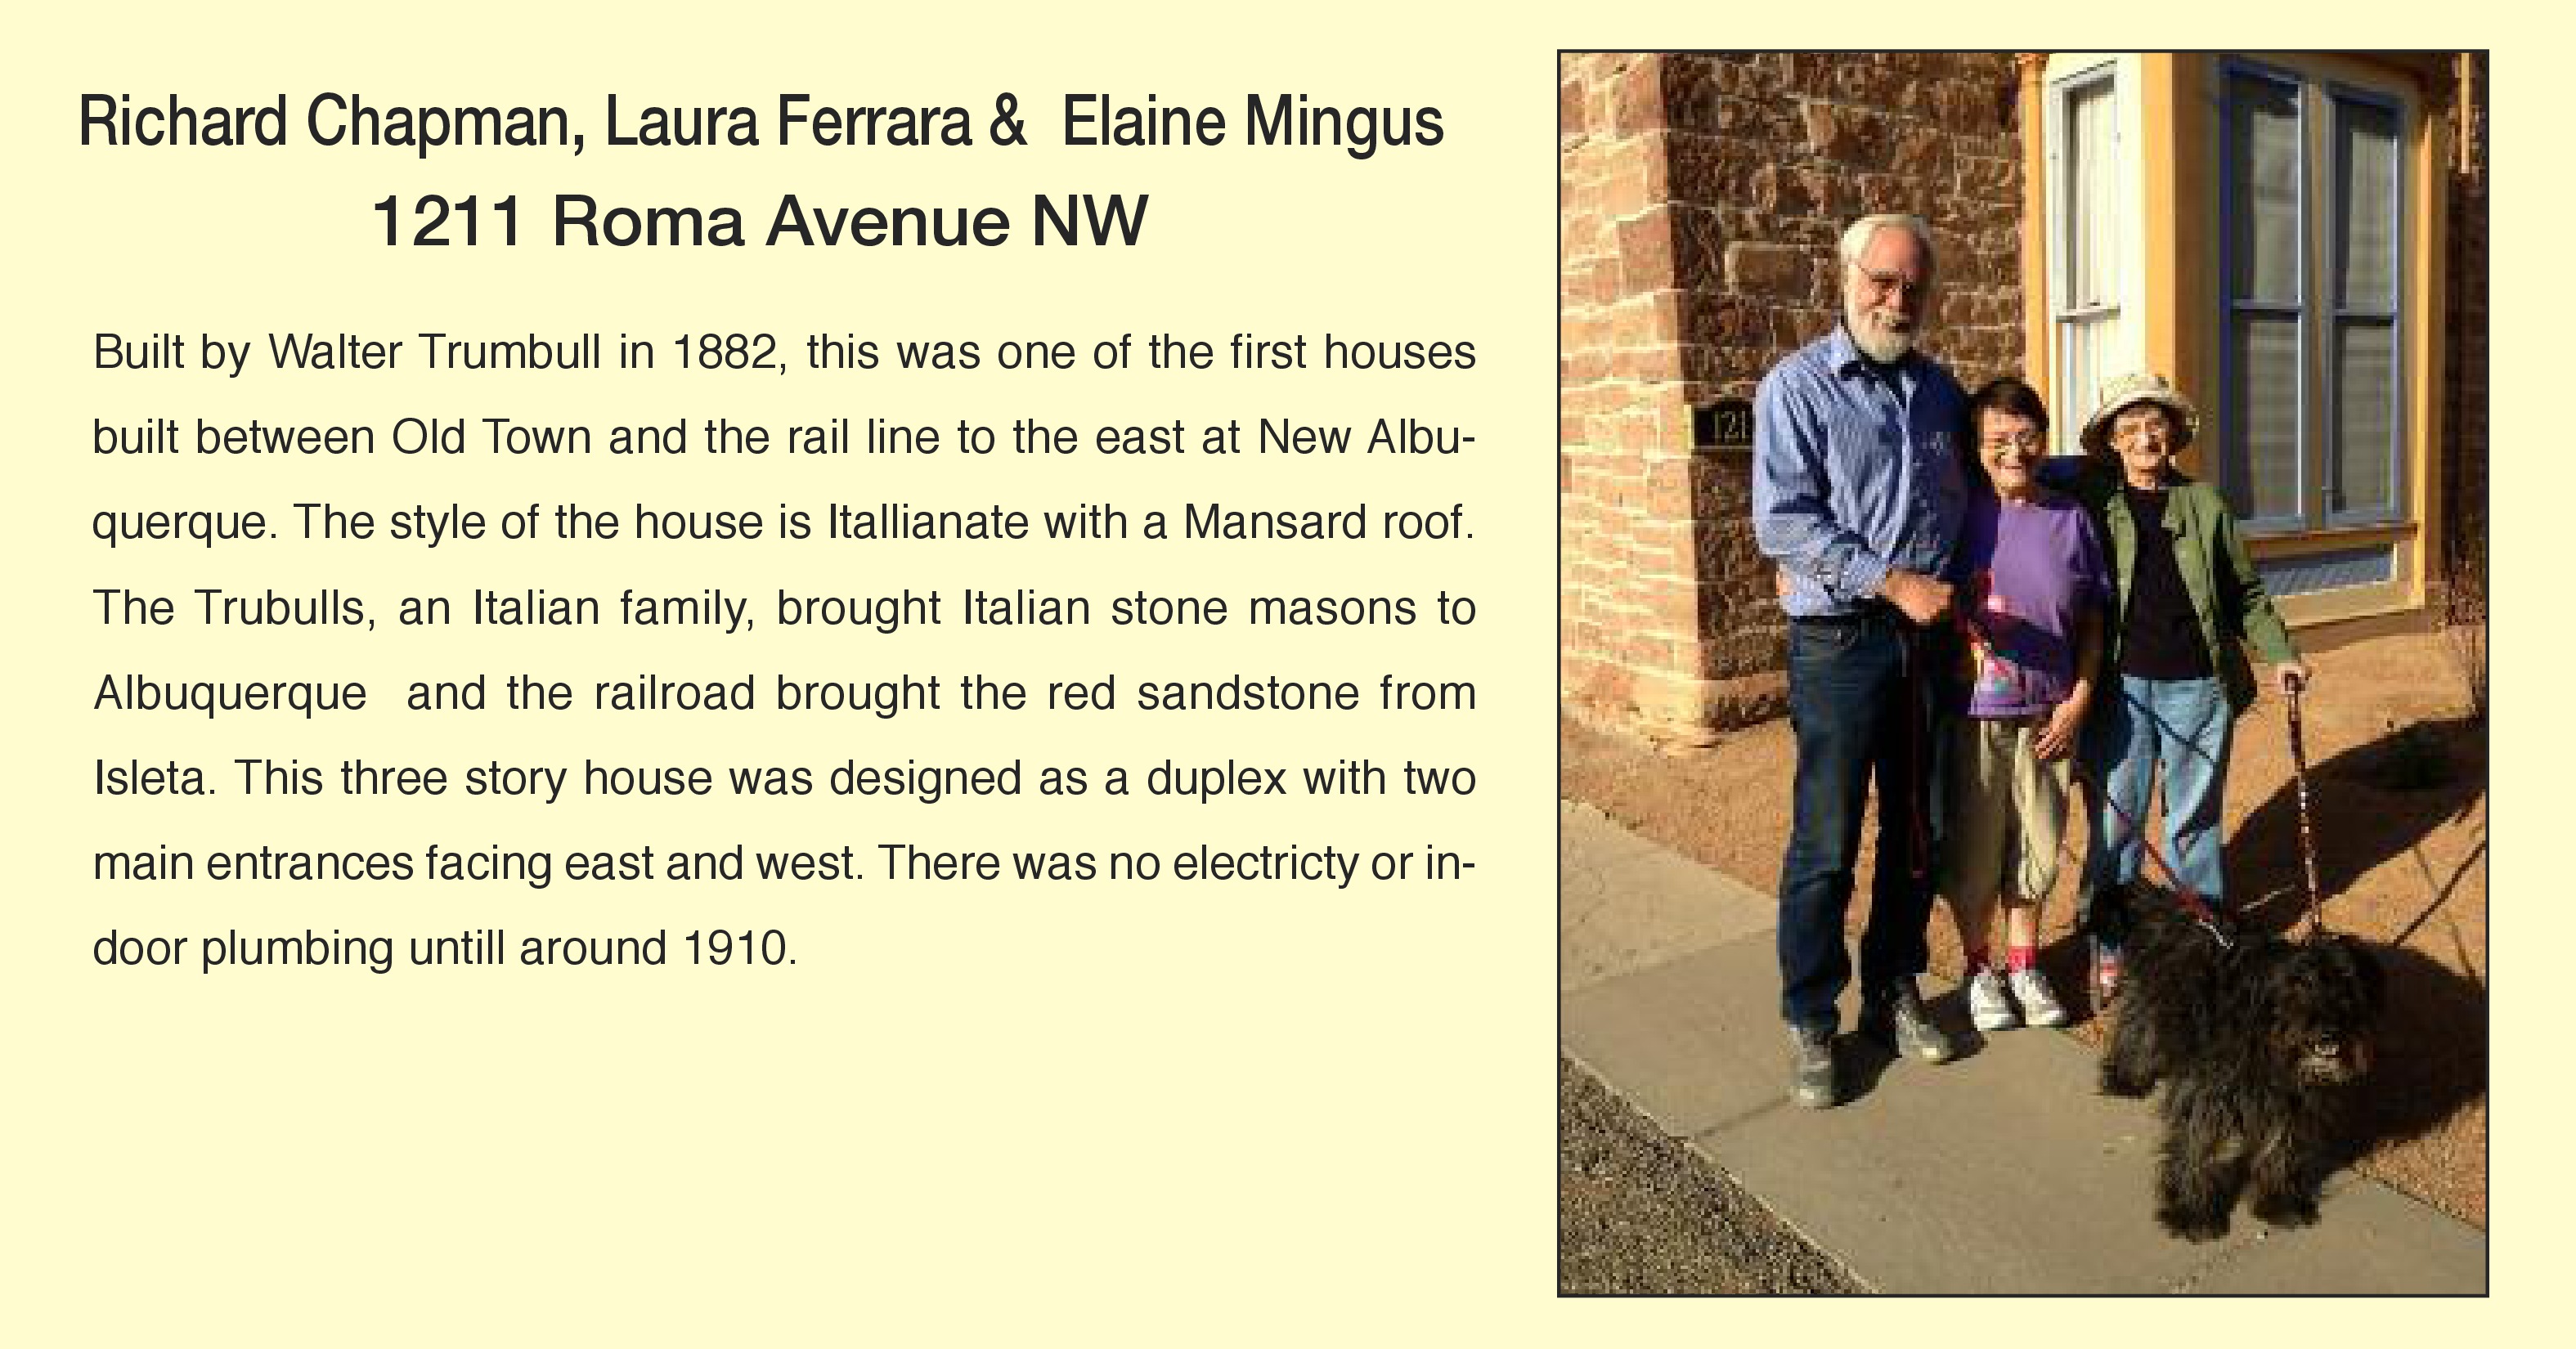 Richard Chapman, Laura Ferrara &  Elaine Mingus
1211 Roma Avenue NW
Built by Walter Trumbull in 1882, this was one of the first houses
built between Old Town and the rail line to the east at New Albu-
querque. The style of the house is Itallianate with a Mansard roof.
The Trubulls, an Italian family, brought Italian stone masons to
Albuquerque  and the railroad brought the red sandstone from
Isleta. This three story house was designed as a duplex with two
main entrances facing east and west. There was no electricty or in-
door plumbing untill around 1910.
121